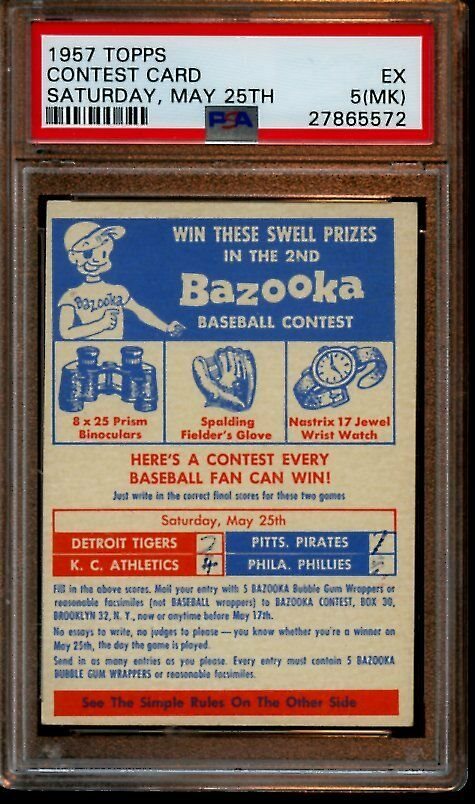 1957 TOPPS
CONTEST CARD EX
SATURDAY, MAY 25TH 5(MK)
PSA 27865572
WIN THESE SWELL PRIZES
IN THE 2ND
Bazooka
Bazooka
BASEBALL CONTEST
8 x 25 Prism Binoculars
Spalding Fielder's Glove
Nastrix 17 Jewel Wrist Watch
HERE'S A CONTEST EVERY
BASEBALL FAN CAN WIN!
Just write in the correct final scores for these two games
Saturday, May 25th
DETROIT TIGERS 2 PITTS. PIRATES 1
K. C. ATHLETICS 4 PHILA. PHILLIES
Fill in the above scores. Mail your entry with 5 BAZOOKA Bubble Gum Wrappers or
reasonable facsimiles (not BASEBALL wrappers) to BAZOOKA CONTEST, BOX 30,
BROOKLYN 32, N. Y., now or anytime before May 17th.
No essays to write, no judges to please — you know whether you're a winner on
May 25th, the day the game is played.
Send in as many entries as you please. Every entry must contain 5 BAZOOKA
BUBBLE GUM WRAPPERS or reasonable facsimiles.
See The Simple Rules On The Other Side